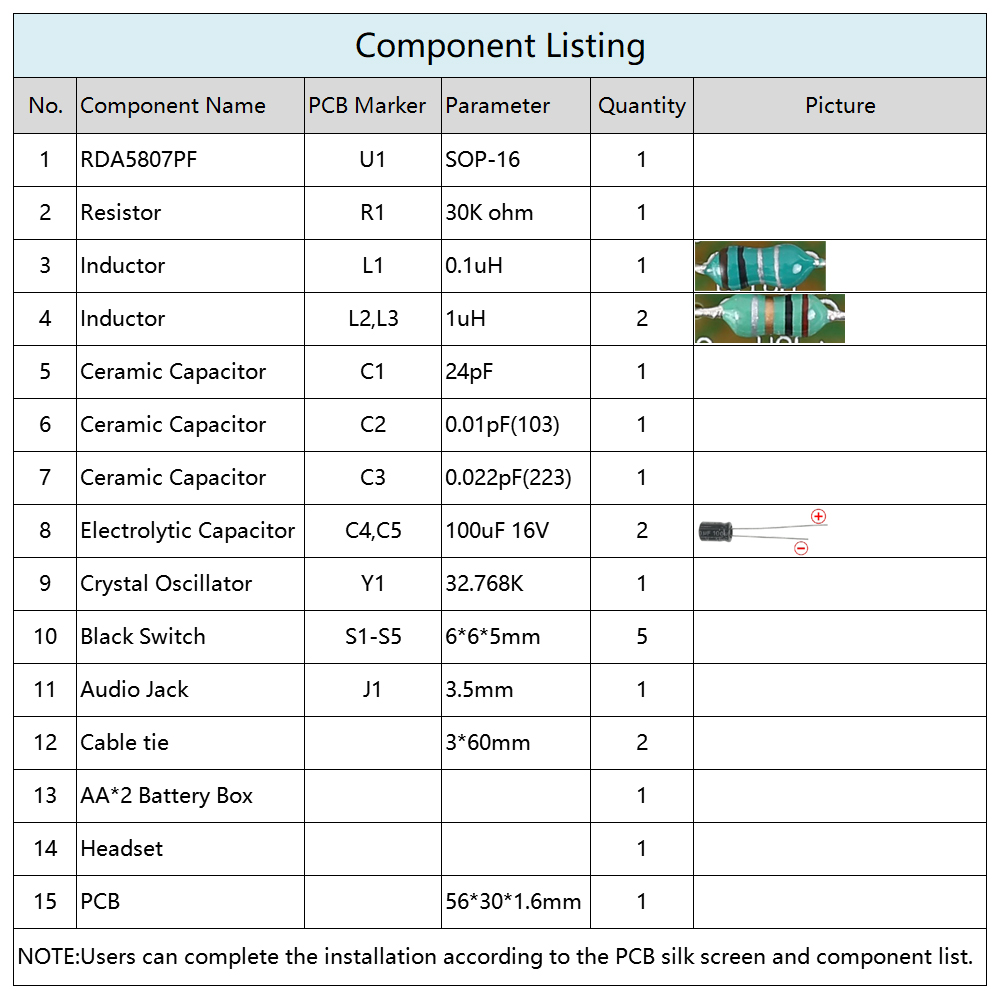 Component Listing
No. Component Name PCB Marker Parameter Quantity Picture
1 RDA5807PF U1 SOP-16 1
2 Resistor R1 30K ohm 1
3 Inductor L1 0.1uH 1
4 Inductor L2,L3 1uH 2
5 Ceramic Capacitor C1 24pF 1
6 Ceramic Capacitor C2 0.01pF(103) 1
7 Ceramic Capacitor C3 0.022pF(223) 1
8 Electrolytic Capacitor C4,C5 100uF 16V 2
9 Crystal Oscillator Y1 32.768K 1
10 Black Switch S1-S5 6*6*5mm 5
11 Audio Jack J1 3.5mm 1
12 Cable tie 3*60mm 2
13 AA*2 Battery Box 1
14 Headset 1
15 PCB 56*30*1.6mm 1
NOTE:Users can complete the installation according to the PCB silk screen and component list.